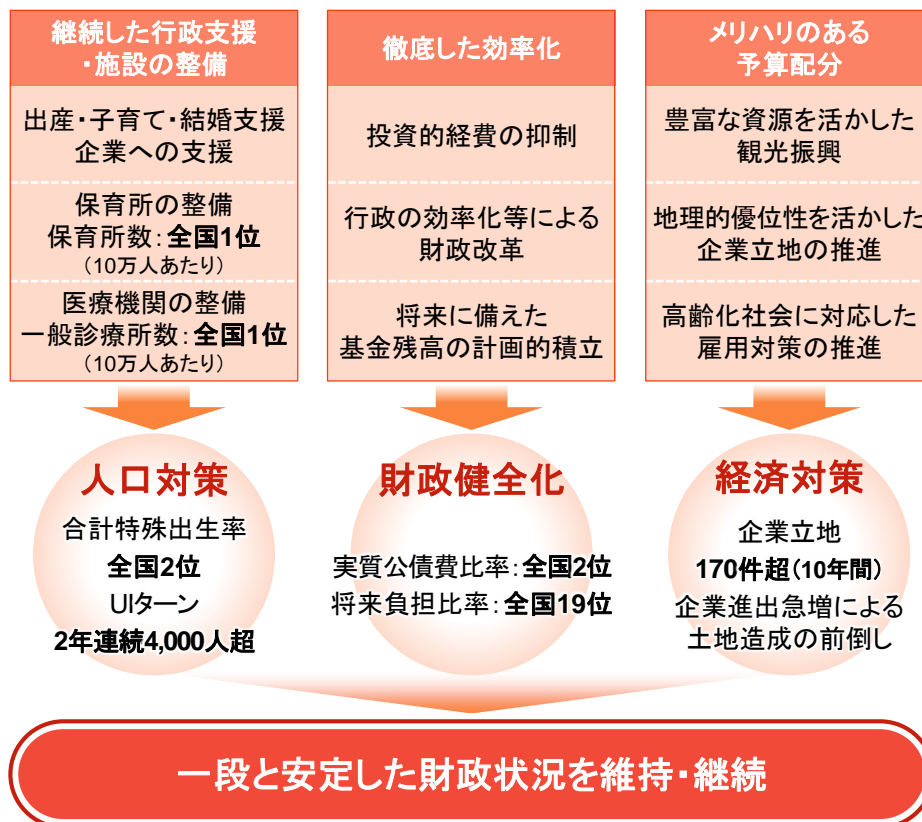 継続した行政支援
・施設の整備
出産・子育て・結婚支援
企業への支援
保育所の整備
保育所数：全国1位
（10万人あたり）
医療機関の整備
一般診療所数：全国1位
（10万人あたり）
人口対策
合計特殊出生率
全国2位
UIターン
2年連続4,000人超
徹底した効率化
投資的経費の抑制
行政の効率化等による
財政改革
将来に備えた
基金残高の計画的積立
財政健全化
実質公債費比率：全国2位
将来負担比率：全国19位
メリハリのある
予算配分
豊富な資源を活かした
観光振興
地理的優位性を活かした
企業立地の推進
高齢化社会に対応した
雇用対策の推進
経済対策
企業立地
170件超（10年間）
企業進出急増による
土地造成の前倒し
一段と安定した財政状況を維持・継続